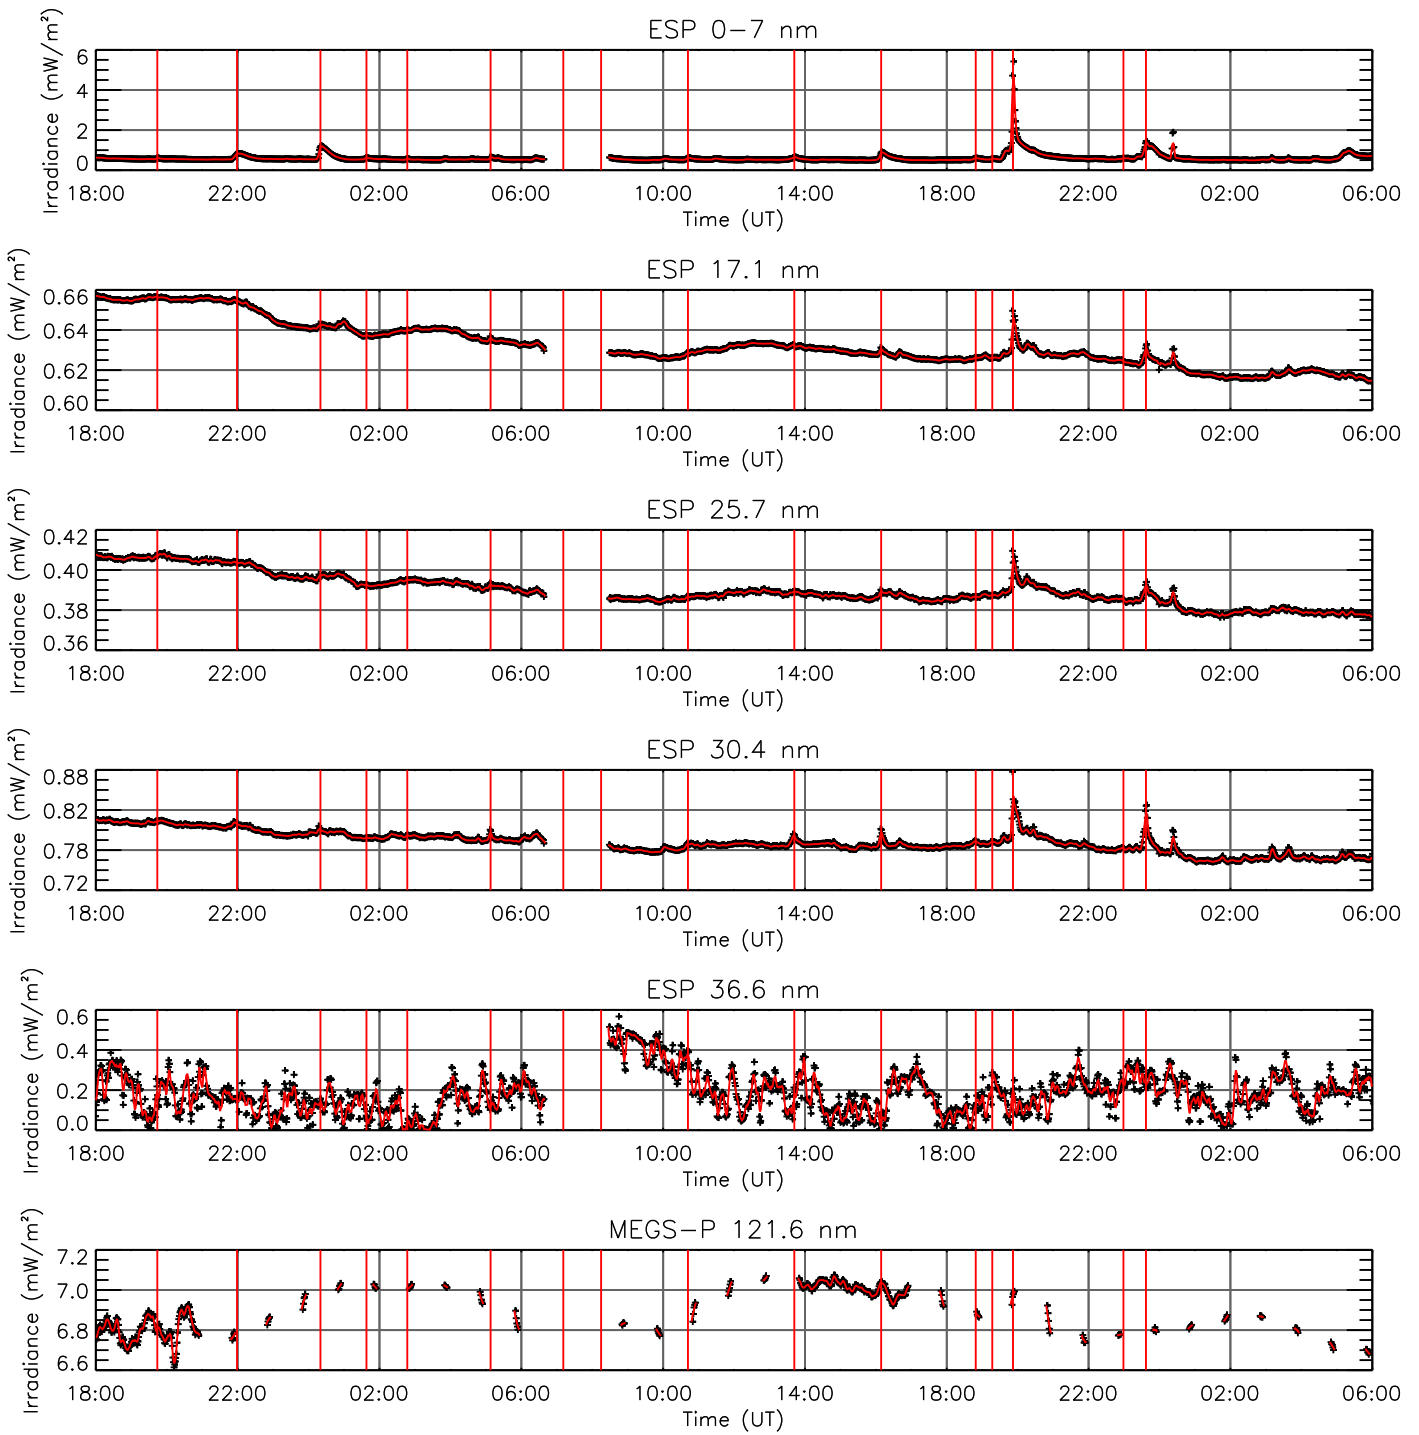 ESP 0-7 nm
Irradiance (mW/m²)
6
4
2
0
18:00 22:00 02:00 06:00 10:00 14:00 18:00 22:00 02:00 06:00
Time (UT)
ESP 17.1 nm
Irradiance (mW/m²)
0.66
0.64
0.62
0.60
18:00 22:00 02:00 06:00 10:00 14:00 18:00 22:00 02:00 06:00
Time (UT)
ESP 25.7 nm
Irradiance (mW/m²)
0.42
0.40
0.38
0.36
18:00 22:00 02:00 06:00 10:00 14:00 18:00 22:00 02:00 06:00
Time (UT)
ESP 30.4 nm
Irradiance (mW/m²)
0.88
0.82
0.78
0.72
18:00 22:00 02:00 06:00 10:00 14:00 18:00 22:00 02:00 06:00
Time (UT)
ESP 36.6 nm
Irradiance (mW/m²)
0.6
0.4
0.2
0.0
18:00 22:00 02:00 06:00 10:00 14:00 18:00 22:00 02:00 06:00
Time (UT)
MEGS-P 121.6 nm
Irradiance (mW/m²)
7.2
7.0
6.8
6.6
18:00 22:00 02:00 06:00 10:00 14:00 18:00 22:00 02:00 06:00
Time (UT)